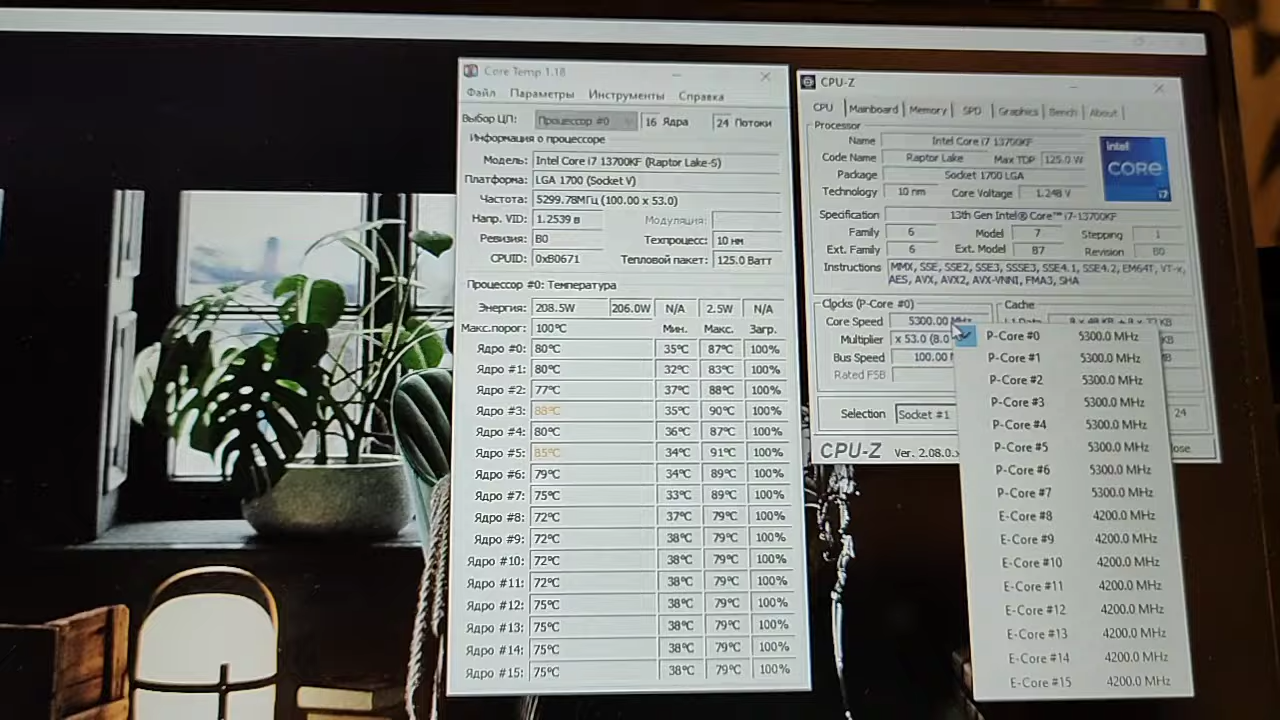 Core Temp 1.18
Файл Параметры Инструменты Справка
Выбор ЦП: Процессор #0 16 Ядра 24 Потоки
Информация о процессоре
Модель: Intel Core i7 13700KF (Raptor Lake-S)
Платформа: LGA 1700 (Socket V)
Частота: 5299.78МГц (100.00 x 53.0)
Напр. VID: 1.2539 в Модуляция:
Ревизия: B0 Техпроцесс: 10 нм
CPUID: 0xB0671 Тепловой пакет: 125.0 Ватт
Процессор #0: Температура
Энергия: 208.5W 206.0W N/A 2.5W N/A
Макс.порог: 100°C Мин. Макс. Загр.
Ядро #0: 80°C 35°C 87°C 100%
Ядро #1: 80°C 32°C 83°C 100%
Ядро #2: 77°C 37°C 88°C 100%
Ядро #3: 88°C 35°C 90°C 100%
Ядро #4: 80°C 36°C 87°C 100%
Ядро #5: 85°C 34°C 91°C 100%
Ядро #6: 79°C 34°C 89°C 100%
Ядро #7: 75°C 33°C 89°C 100%
Ядро #8: 72°C 37°C 79°C 100%
Ядро #9: 72°C 38°C 79°C 100%
Ядро #10: 72°C 38°C 79°C 100%
Ядро #11: 72°C 38°C 79°C 100%
Ядро #12: 75°C 38°C 79°C 100%
Ядро #13: 75°C 38°C 79°C 100%
Ядро #14: 75°C 38°C 79°C 100%
Ядро #15: 75°C 38°C 79°C 100%
CPU-Z
CPU Mainboard Memory SPD Graphics Bench About
Processor
Name Intel Core i7 13700KF
Code Name Raptor Lake Max TDP 125.0 W
Package Socket 1700 LGA
Technology 10 nm Core Voltage 1.248 V
intel CORE i7
Specification 13th Gen Intel® Core™ i7-13700KF
Family 6 Model 7 Stepping 1
Ext. Family 6 Ext. Model B7 Revision B0
Instructions MMX, SSE, SSE2, SSE3, SSSE3, SSE4.1, SSE4.2, EM64T, VT-x,
AES, AVX, AVX2, AVX-VNNI, FMA3, SHA
Clocks (P-Core #0) Cache
Core Speed 5300.00 MHz
Multiplier x 53.0 (8.0
Bus Speed 100.00
Rated FSB
Selection Socket #1 24
CPU-Z Ver. 2.08.0.x ose
P-Core #0 5300.0 MHz
P-Core #1 5300.0 MHz
P-Core #2 5300.0 MHz
P-Core #3 5300.0 MHz
P-Core #4 5300.0 MHz
P-Core #5 5300.0 MHz
P-Core #6 5300.0 MHz
P-Core #7 5300.0 MHz
E-Core #8 4200.0 MHz
E-Core #9 4200.0 MHz
E-Core #10 4200.0 MHz
E-Core #11 4200.0 MHz
E-Core #12 4200.0 MHz
E-Core #13 4200.0 MHz
E-Core #14 4200.0 MHz
E-Core #15 4200.0 MHz